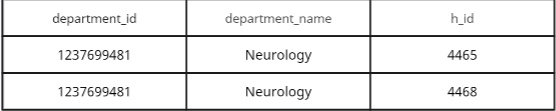 department_id department_name h_id
1237699481 Neurology 4465
1237699481 Neurology 4468